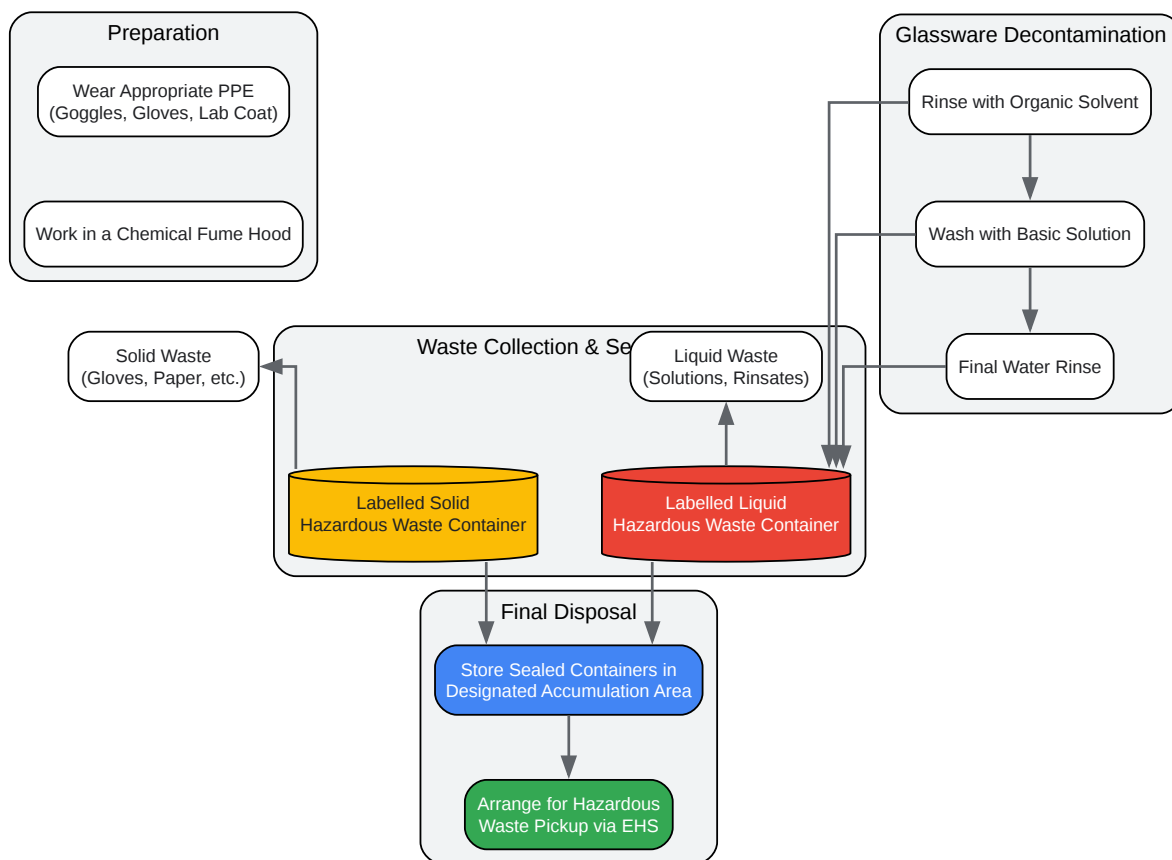 Preparation
Wear Appropriate PPE
(Goggles, Gloves, Lab Coat)
Work in a Chemical Fume Hood
Glassware Decontamination
Rinse with Organic Solvent
Wash with Basic Solution
Final Water Rinse
Waste Collection &
Solid Waste
(Gloves, Paper, etc.)
Liquid Waste
(Solutions, Rinsates)
Labelled Solid
Hazardous Waste Container
Labelled Liquid
Hazardous Waste Container
Final Disposal
Store Sealed Containers in
Designated Accumulation Area
Arrange for Hazardous
Waste Pickup via EHS